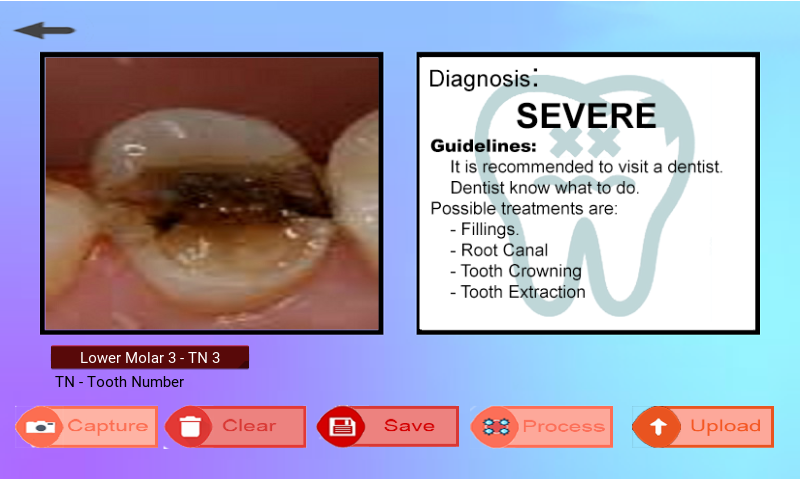 Diagnosis:
SEVERE
Guidelines:
It is recommended to visit a dentist.
Dentist know what to do.
Possible treatments are:
- Fillings.
- Root Canal
- Tooth Crowning
- Tooth Extraction
Lower Molar 3 - TN 3
TN - Tooth Number
Capture
Clear
Save
Process
Upload